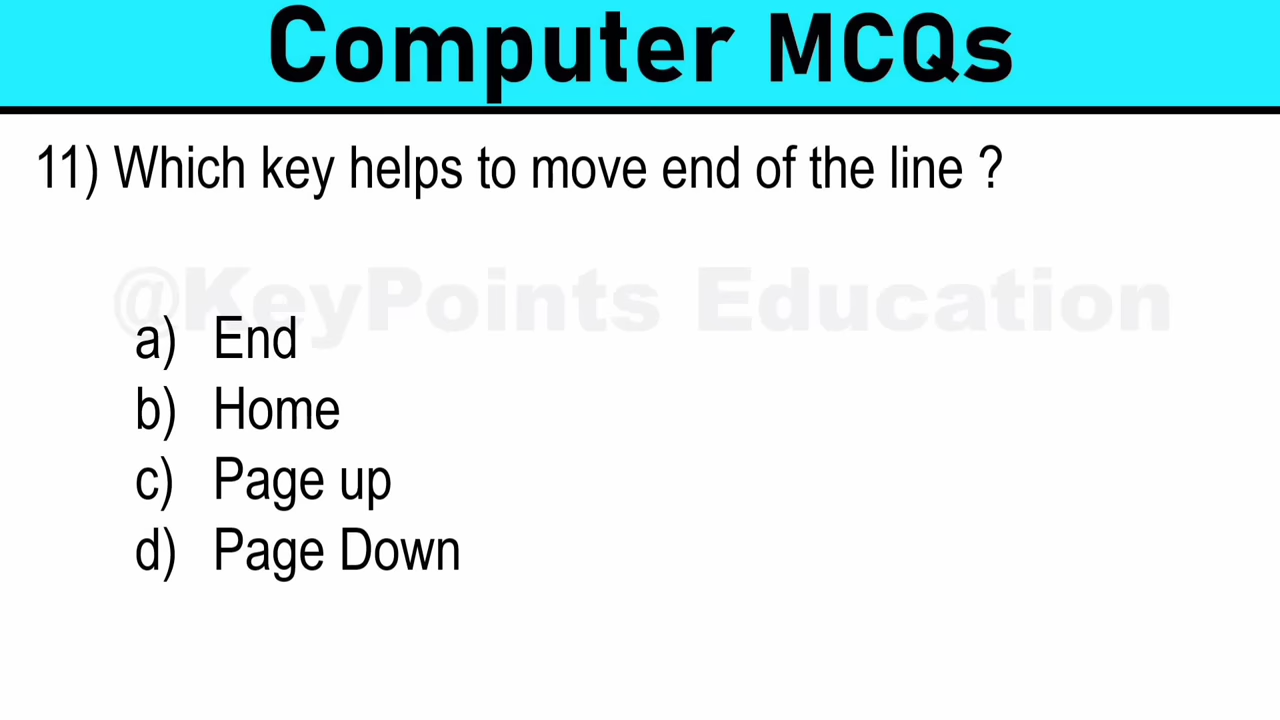 Computer MCQs
11) Which key helps to move end of the line ?
@KeyPoints Education
a) End
b) Home
c) Page up
d) Page Down